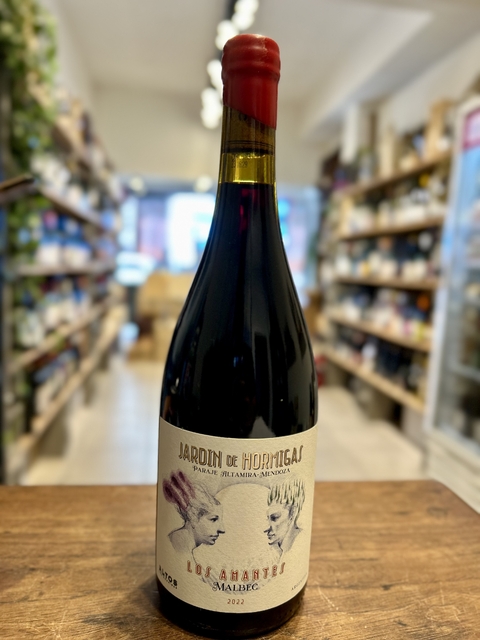 JARDIN DE HORMIGAS
PARAJE ALTAMIRA-MENDOZA
LOS AMANTES
MALBEC
2022